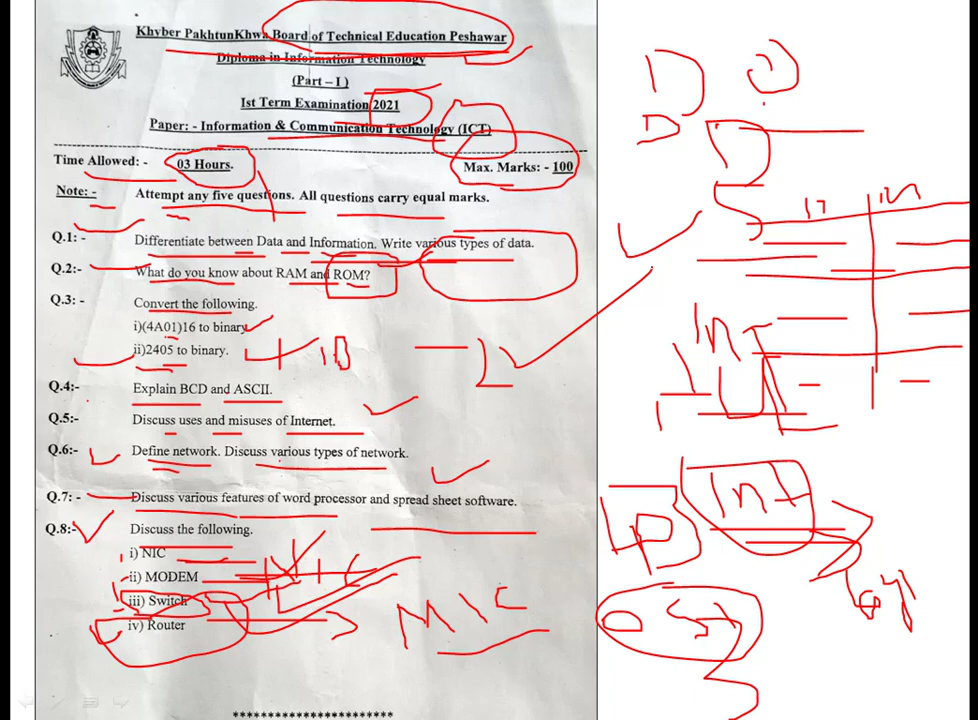 Khyber PakhtunKhwa Board of Technical Education Peshawar
Diploma in Information Technology
(Part – I )
Ist Term Examination 2021
Paper: - Information & Communication Technology (ICT)
Time Allowed: - 03 Hours. Max. Marks: - 100
Note: - Attempt any five questions. All questions carry equal marks.
Q.1: - Differentiate between Data and Information. Write various types of data.
Q.2:- What do you know about RAM and ROM?
Q.3: - Convert the following.
i)(4A01)16 to binary
ii)2405 to binary.
Q.4:- Explain BCD and ASCII.
Q.5:- Discuss uses and misuses of Internet.
Q.6:- Define network. Discuss various types of network.
Q.7: - Discuss various features of word processor and spread sheet software.
Q.8:- Discuss the following.
i) NIC
ii) MODEM
iii) Switch
iv) Router
***********************
10
2
NIC
Int